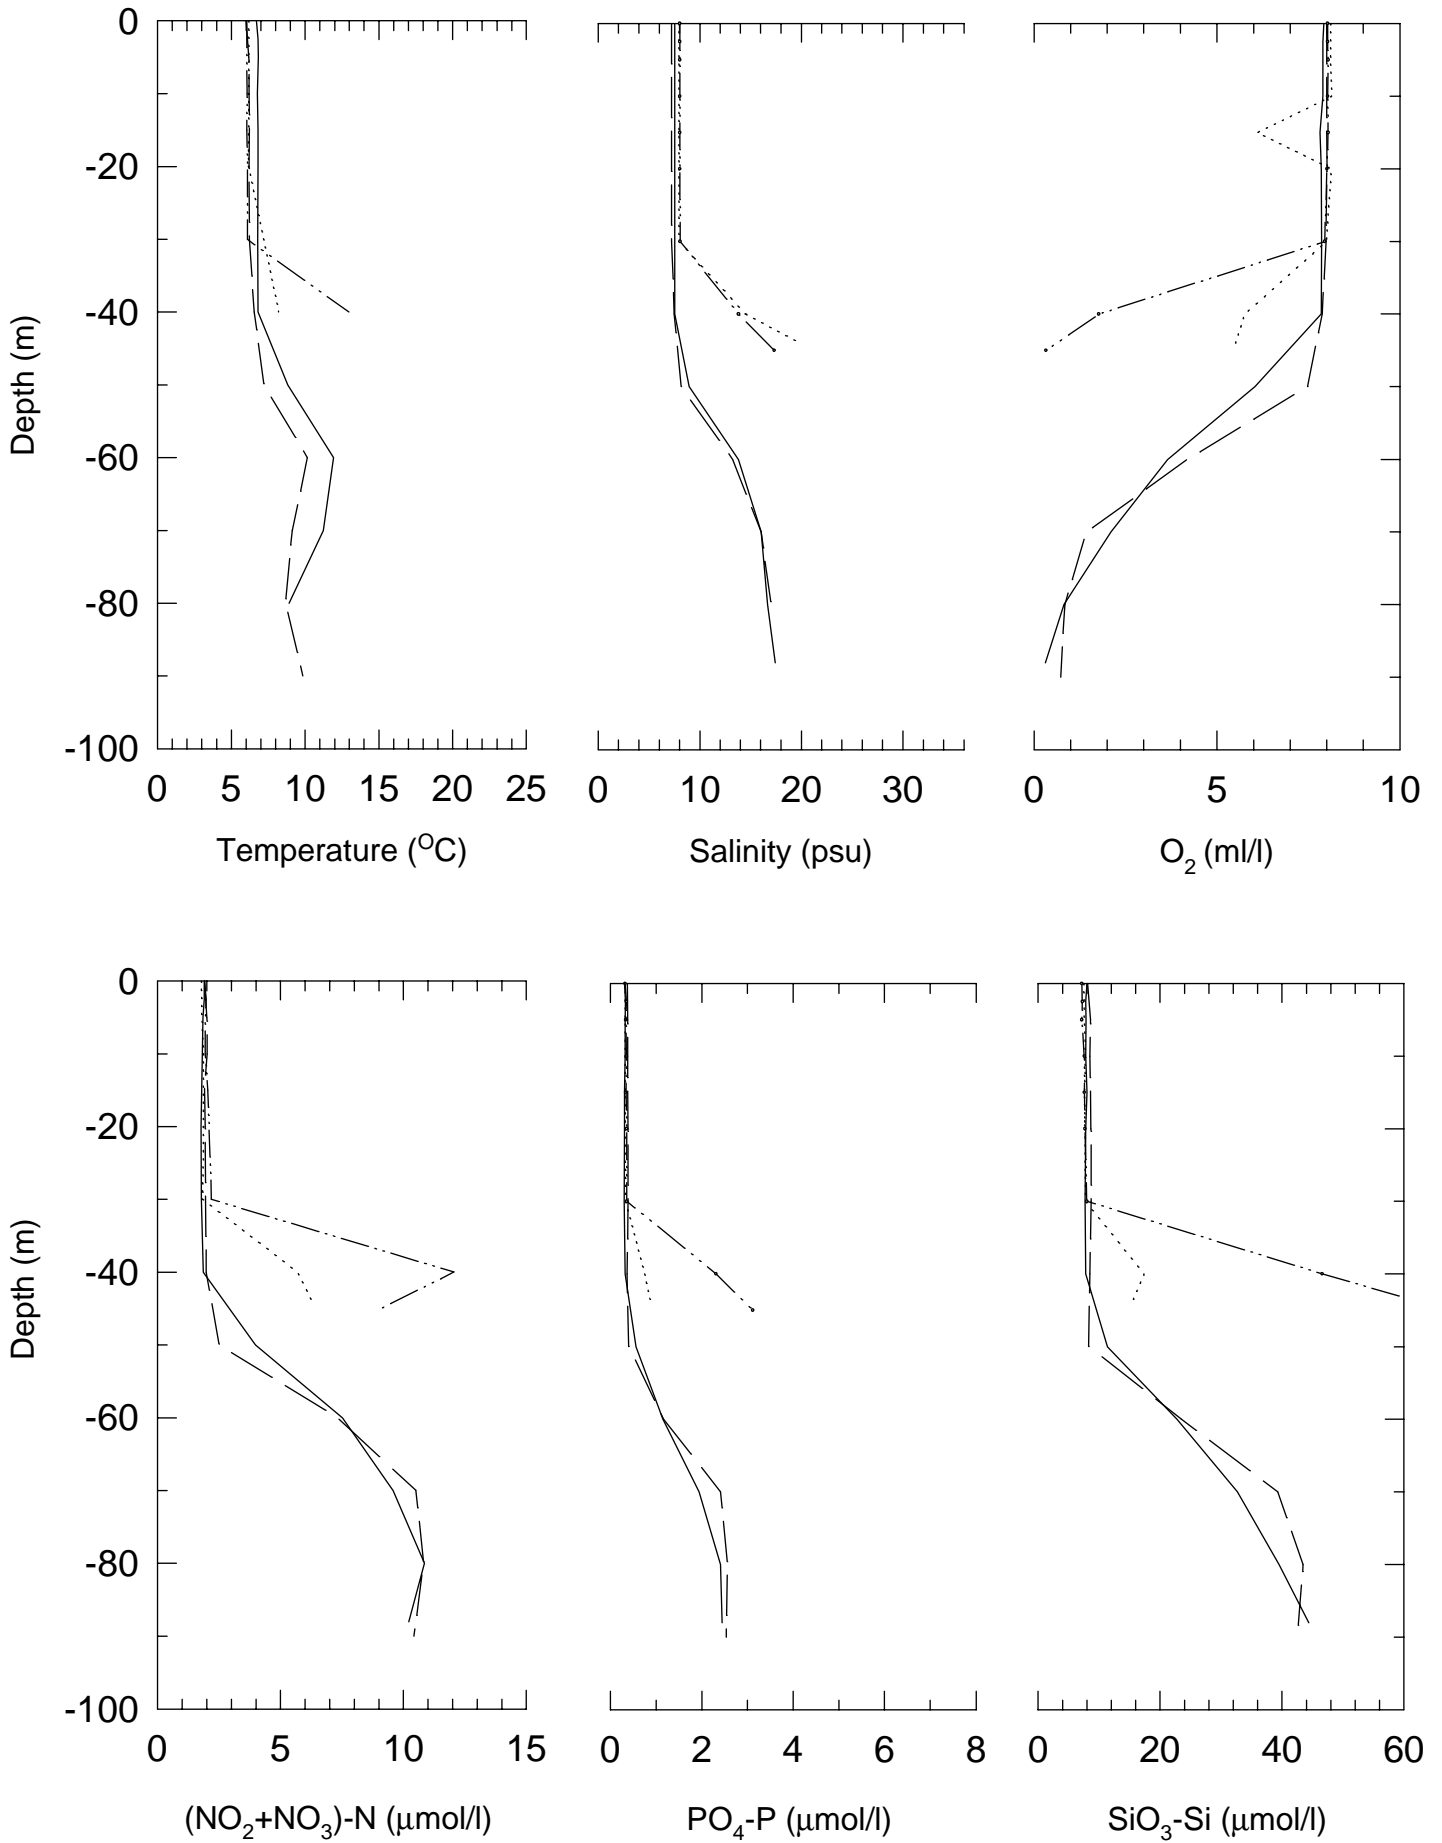 0
-20
-40
-60
-80
-100
Depth (m)
0 5 10 15 20 25
Temperature (°C)
0 10 20 30
Salinity (psu)
0 5 10
O₂ (ml/l)
0
-20
-40
-60
-80
-100
Depth (m)
0 5 10 15
(NO₂+NO₃)-N (μmol/l)
0 2 4 6 8
PO₄-P (μmol/l)
0 20 40 60
SiO₃-Si (μmol/l)